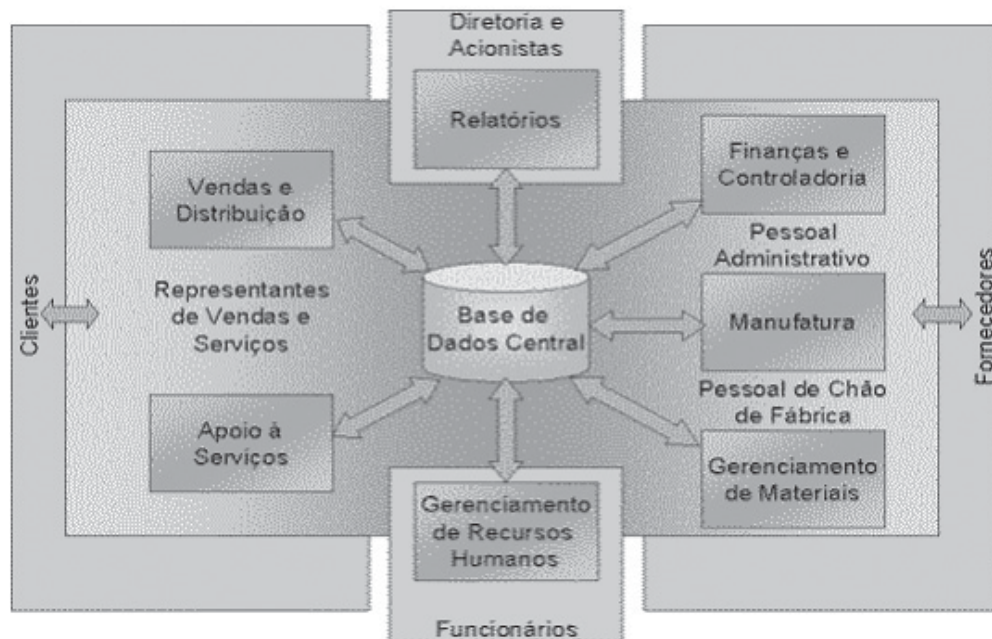 Diretoria e
Acionistas
Relatórios
Vendas e
Distribuição
Finanças e
Controladoria
Pessoal
Administrativo
Clientes
Representantes
de Vendas e
Serviços
Base de
Dados Central
Manufatura
Fornecedores
Pessoal de Chão
de Fábrica
Apoio à
Serviços
Gerenciamento
de Materiais
Gerenciamento
de Recursos
Humanos
Funcionários